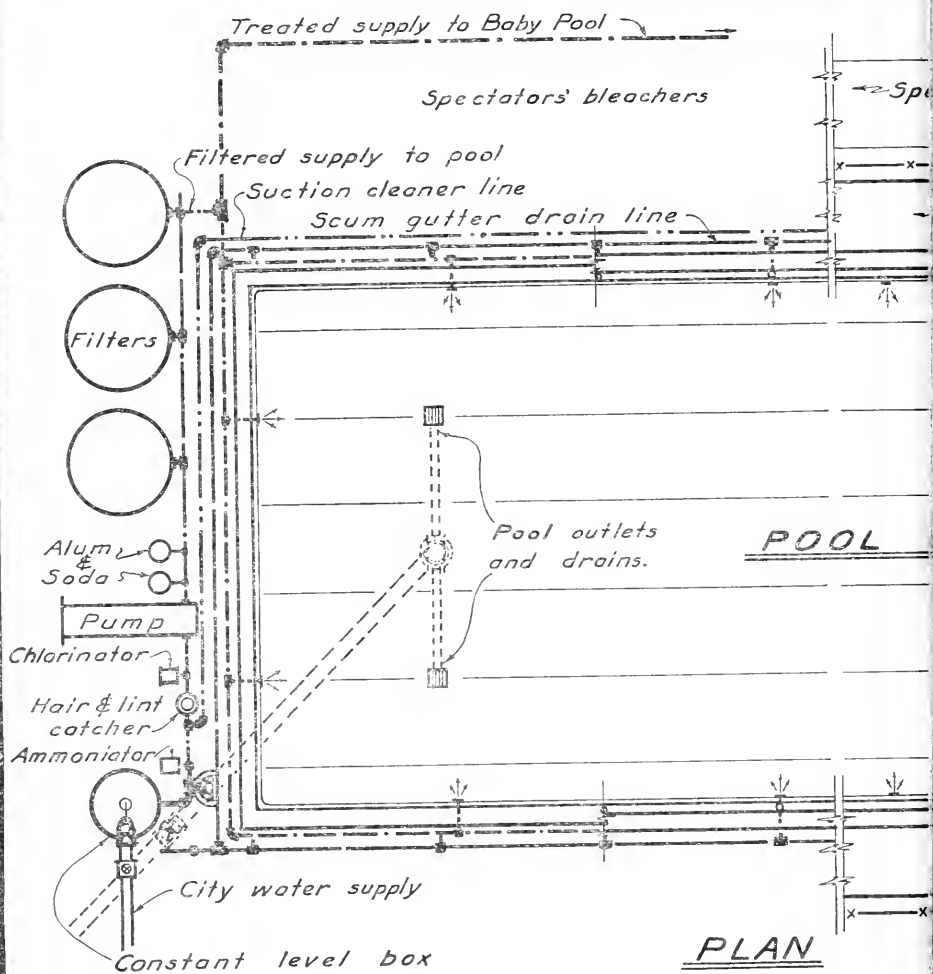 Treated supply to Baby Pool
Spectators' bleachers
Filtered supply to pool
Suction cleaner line
Scum gutter drain line
Filters
Alum
&
Soda
Pump
Chlorinator
Hair & lint
catcher
Ammoniator
Pool outlets
and drains.
POOL
City water supply
Constant level box
PLAN